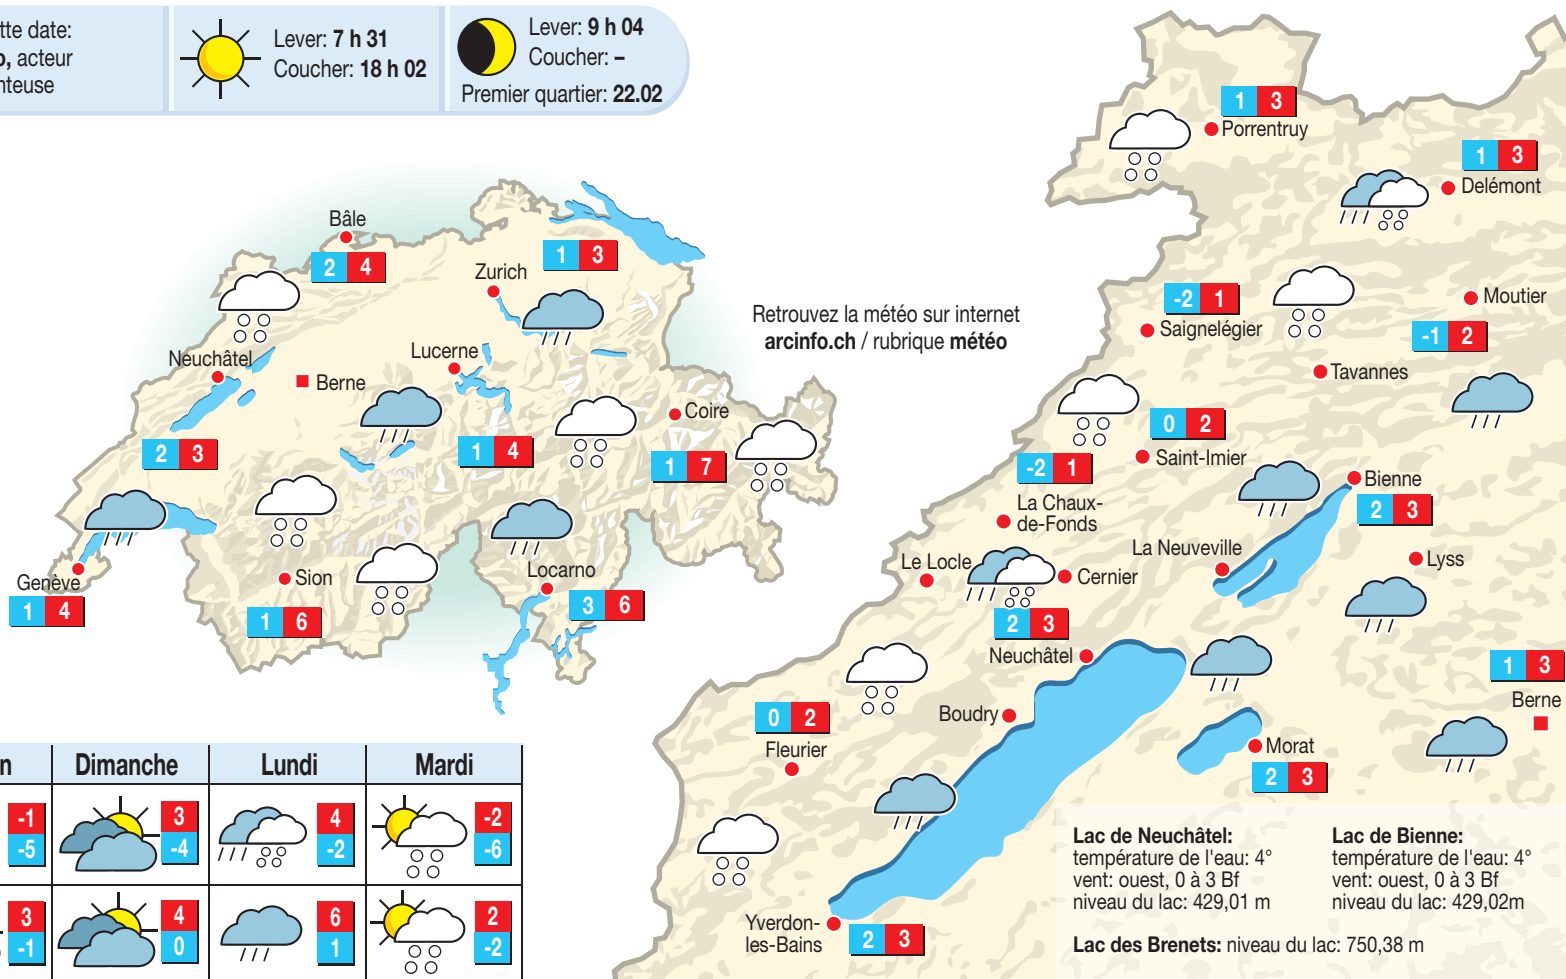 tte date:
o, acteur
nteuse
Lever: 7 h 31
Coucher: 18 h 02
Lever: 9 h 04
Coucher: –
Premier quartier: 22.02
Bâle
2 4
Zurich
1 3
Neuchâtel
2 3
Berne
Lucerne
1 4
Coire
1 7
Genève
1 4
Sion
1 6
Locarno
3 6
Retrouvez la météo sur internet
arcinfo.ch / rubrique météo
1 3
Porrentruy
1 3
Delémont
-2 1
Saignelégier
Moutier
-1 2
Tavannes
0 2
Saint-Imier
-2 1
La Chaux-
de-Fonds
Bienne
2 3
La Neuveville
Lyss
Le Locle
Cernier
2 3
Neuchâtel
1 3
Berne
0 2
Fleurier
Boudry
Morat
2 3
Yverdon-
les-Bains
2 3
n Dimanche Lundi Mardi
-1 3 4 -2
-5 -4 -2 -6
3 4 6 2
-1 0 1 -2
Lac de Neuchâtel:
température de l'eau: 4°
vent: ouest, 0 à 3 Bf
niveau du lac: 429,01 m
Lac de Bienne:
température de l'eau: 4°
vent: ouest, 0 à 3 Bf
niveau du lac: 429,02m
Lac des Brenets: niveau du lac: 750,38 m